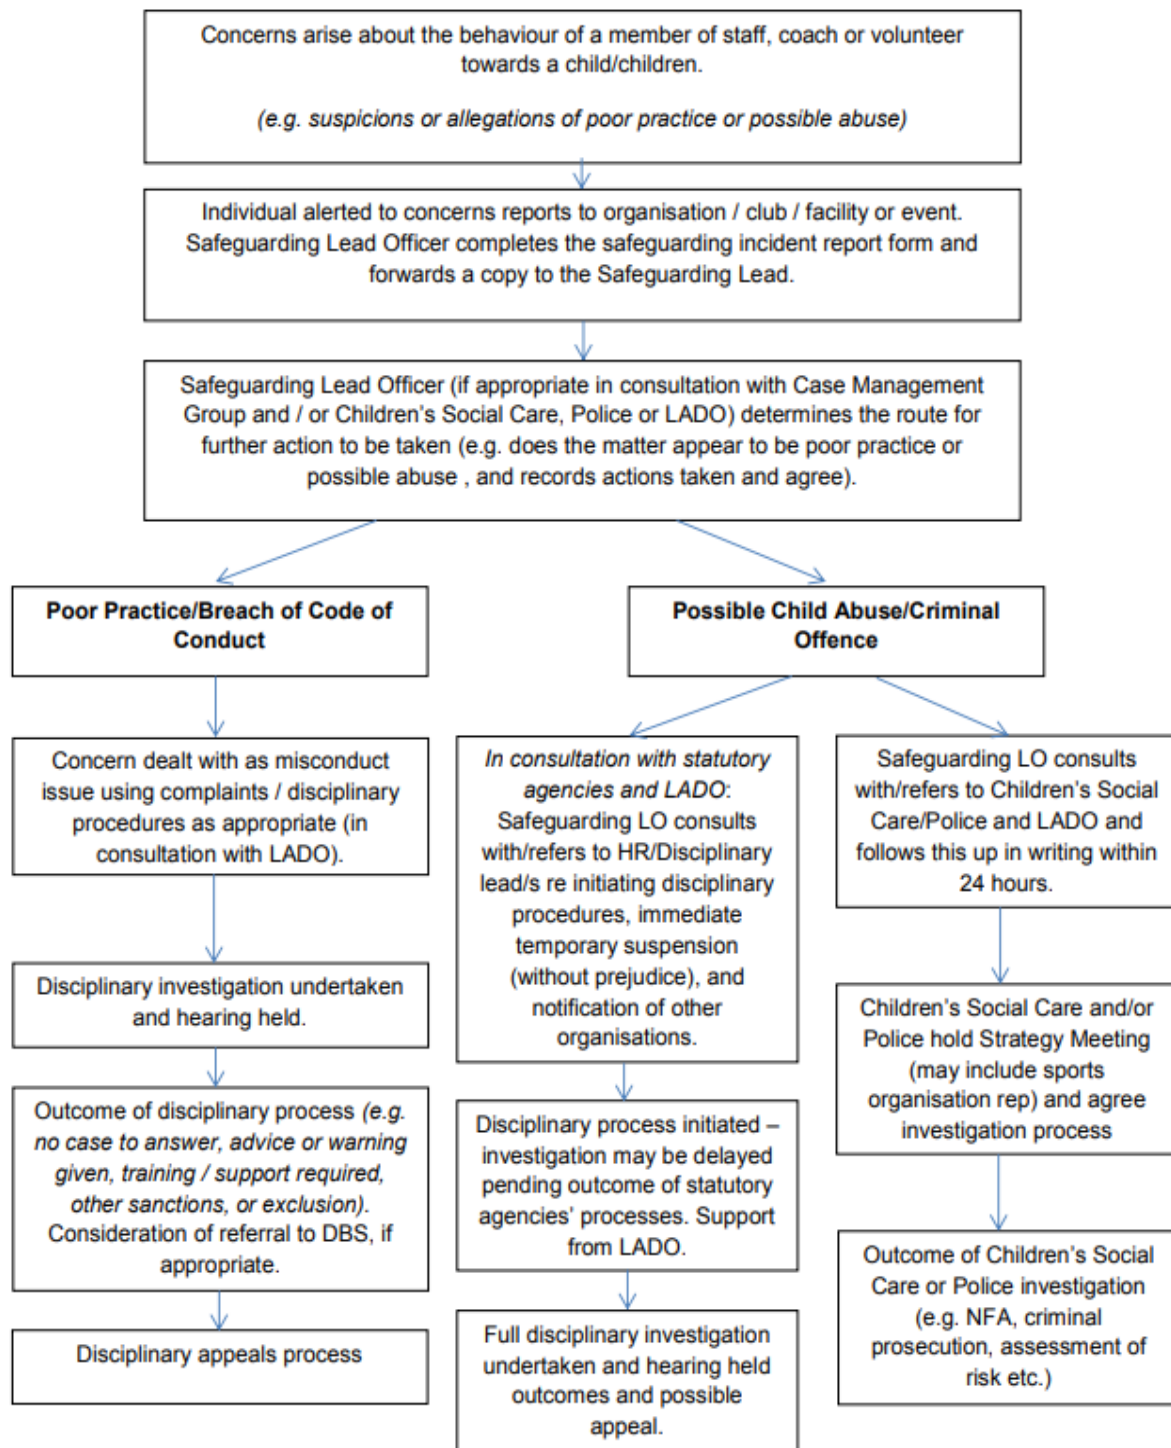 Concerns arise about the behaviour of a member of staff, coach or volunteer
towards a child/children.
(e.g. suspicions or allegations of poor practice or possible abuse)
Individual alerted to concerns reports to organisation / club / facility or event.
Safeguarding Lead Officer completes the safeguarding incident report form and
forwards a copy to the Safeguarding Lead.
Safeguarding Lead Officer (if appropriate in consultation with Case Management
Group and / or Children's Social Care, Police or LADO) determines the route for
further action to be taken (e.g. does the matter appear to be poor practice or
possible abuse , and records actions taken and agree).
Poor Practice/Breach of Code of
Conduct
Concern dealt with as misconduct
issue using complaints / disciplinary
procedures as appropriate (in
consultation with LADO).
Disciplinary investigation undertaken
and hearing held.
Outcome of disciplinary process (e.g.
no case to answer, advice or warning
given, training / support required,
other sanctions, or exclusion).
Consideration of referral to DBS, if
appropriate.
Disciplinary appeals process
Possible Child Abuse/Criminal
Offence
In consultation with statutory
agencies and LADO:
Safeguarding LO consults
with/refers to HR/Disciplinary
lead/s re initiating disciplinary
procedures, immediate
temporary suspension
(without prejudice), and
notification of other
organisations.
Disciplinary process initiated –
investigation may be delayed
pending outcome of statutory
agencies' processes. Support
from LADO.
Full disciplinary investigation
undertaken and hearing held
outcomes and possible
appeal.
Safeguarding LO consults
with/refers to Children's Social
Care/Police and LADO and
follows this up in writing within
24 hours.
Children's Social Care and/or
Police hold Strategy Meeting
(may include sports
organisation rep) and agree
investigation process
Outcome of Children's Social
Care or Police investigation
(e.g. NFA, criminal
prosecution, assessment of
risk etc.)